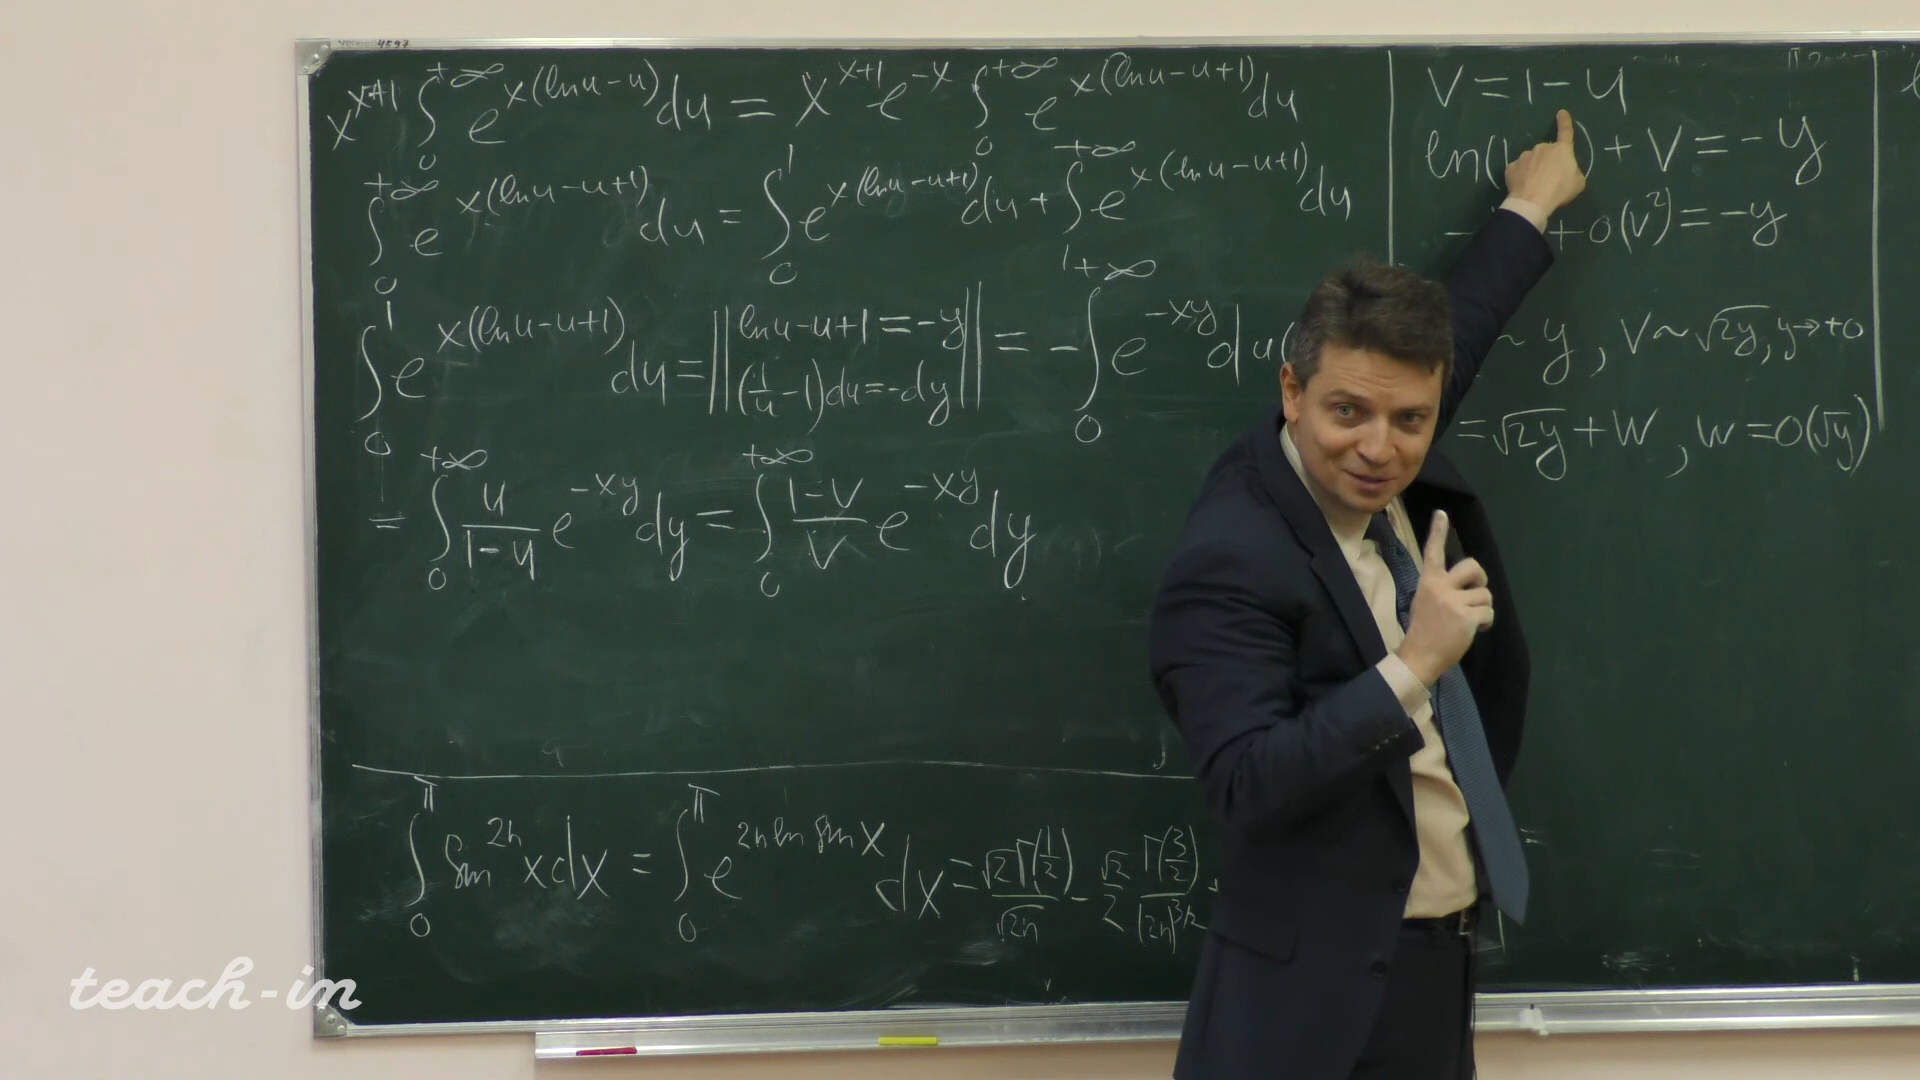 x^{x+1} ∫_0^{+∞} e^{x(ln u - u)} du = x^{x+1} e^{-x} ∫_0^{+∞} e^{x(ln u - u + 1)} du
∫_0^{+∞} e^{x(ln u - u + 1)} du = ∫_0^1 e^{x(ln u - u + 1)} du + ∫_1^{+∞} e^{x(ln u - u + 1)} du
∫_0^1 e^{x(ln u - u + 1)} du = || ln u - u + 1 = -y
(1/u - 1) du = -dy || = - ∫_0^{+∞} e^{-xy} du(
= ∫_0^{+∞} u/(1-u) e^{-xy} dy = ∫_0^{+∞} (1-v)/v e^{-xy} dy
∫_0^π sin^{2n} x dx = ∫_0^π e^{2n ln sin x} dx = √2 Γ(1/2)/√2n - √2/2 Γ(3/2)/(2n)^{3/2} +
v = 1 - u
ln( ) + v = -y
- + o(v^2) = -y
~ y, v ~ √2y, y → +0
= √2y + w, w = o(√y)
teach-in